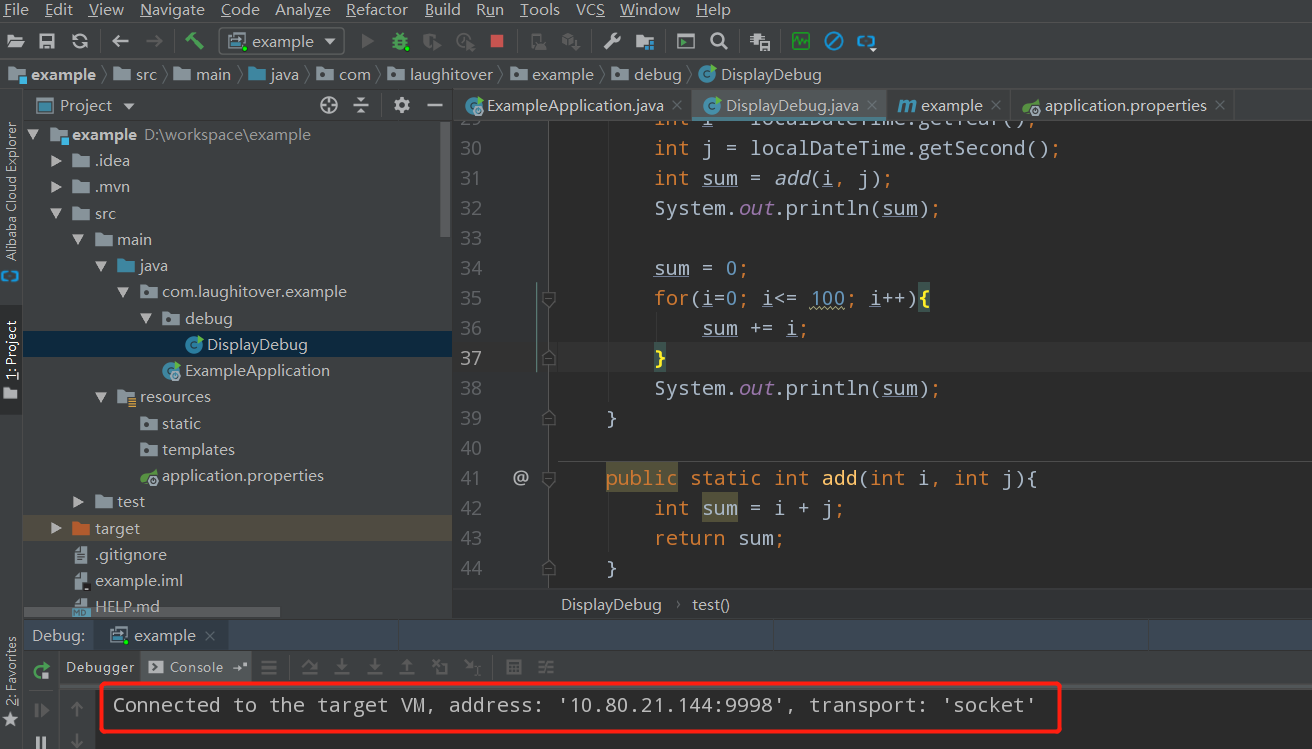 File Edit View Navigate Code Analyze Refactor Build Run Tools VCS Window Help
example
example src main java com laughitover example debug DisplayDebug
Project
ExampleApplication.java DisplayDebug.java m example application.properties
Alibaba Cloud Explorer
1: Project
2: Favorites
example D:\workspace\example
.idea
.mvn
src
main
java
com.laughitover.example
debug
DisplayDebug
ExampleApplication
resources
static
templates
application.properties
test
target
.gitignore
example.iml
HELP.md
29 int i = localDateTime.getYear();
30 int j = localDateTime.getSecond();
31 int sum = add(i, j);
32 System.out.println(sum);
33
34 sum = 0;
35 for(i=0; i<= 100; i++){
36 sum += i;
37 }
38 System.out.println(sum);
39 }
40
41 @ public static int add(int i, int j){
42 int sum = i + j;
43 return sum;
44 }
DisplayDebug › test()
Debug: example
Debugger Console
Connected to the target VM, address: '10.80.21.144:9998', transport: 'socket'